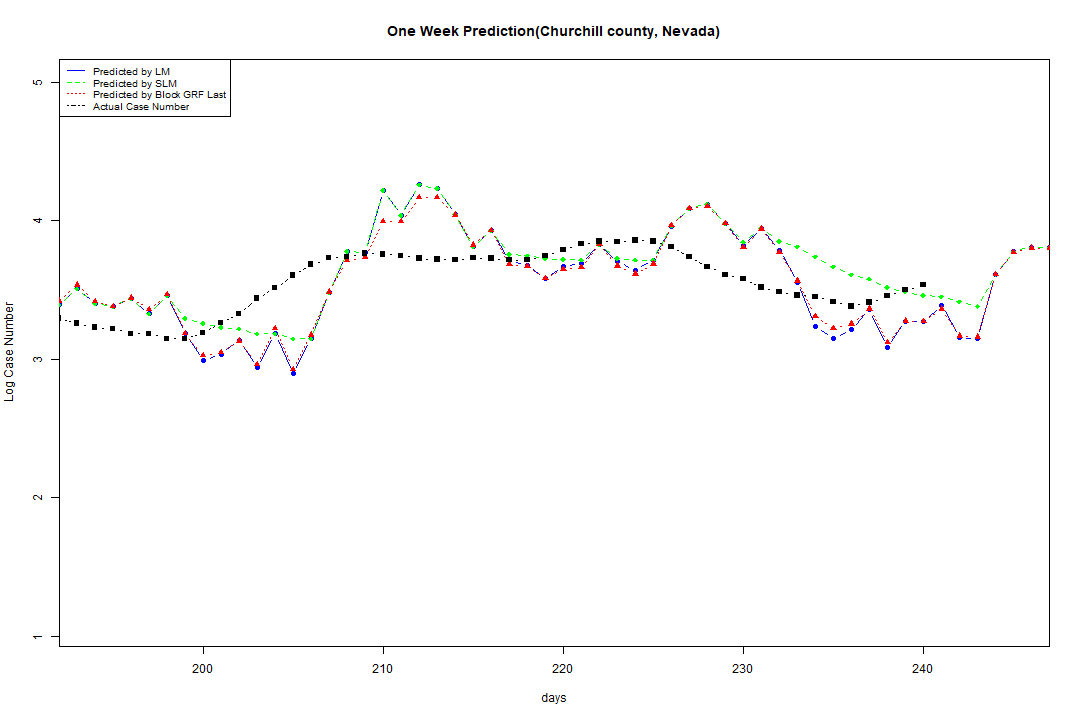 One Week Prediction(Churchill county, Nevada)
Predicted by LM
Predicted by SLM
Predicted by Block GRF Last
Actual Case Number
5
4
3
2
1
Log Case Number
200 210 220 230 240
days